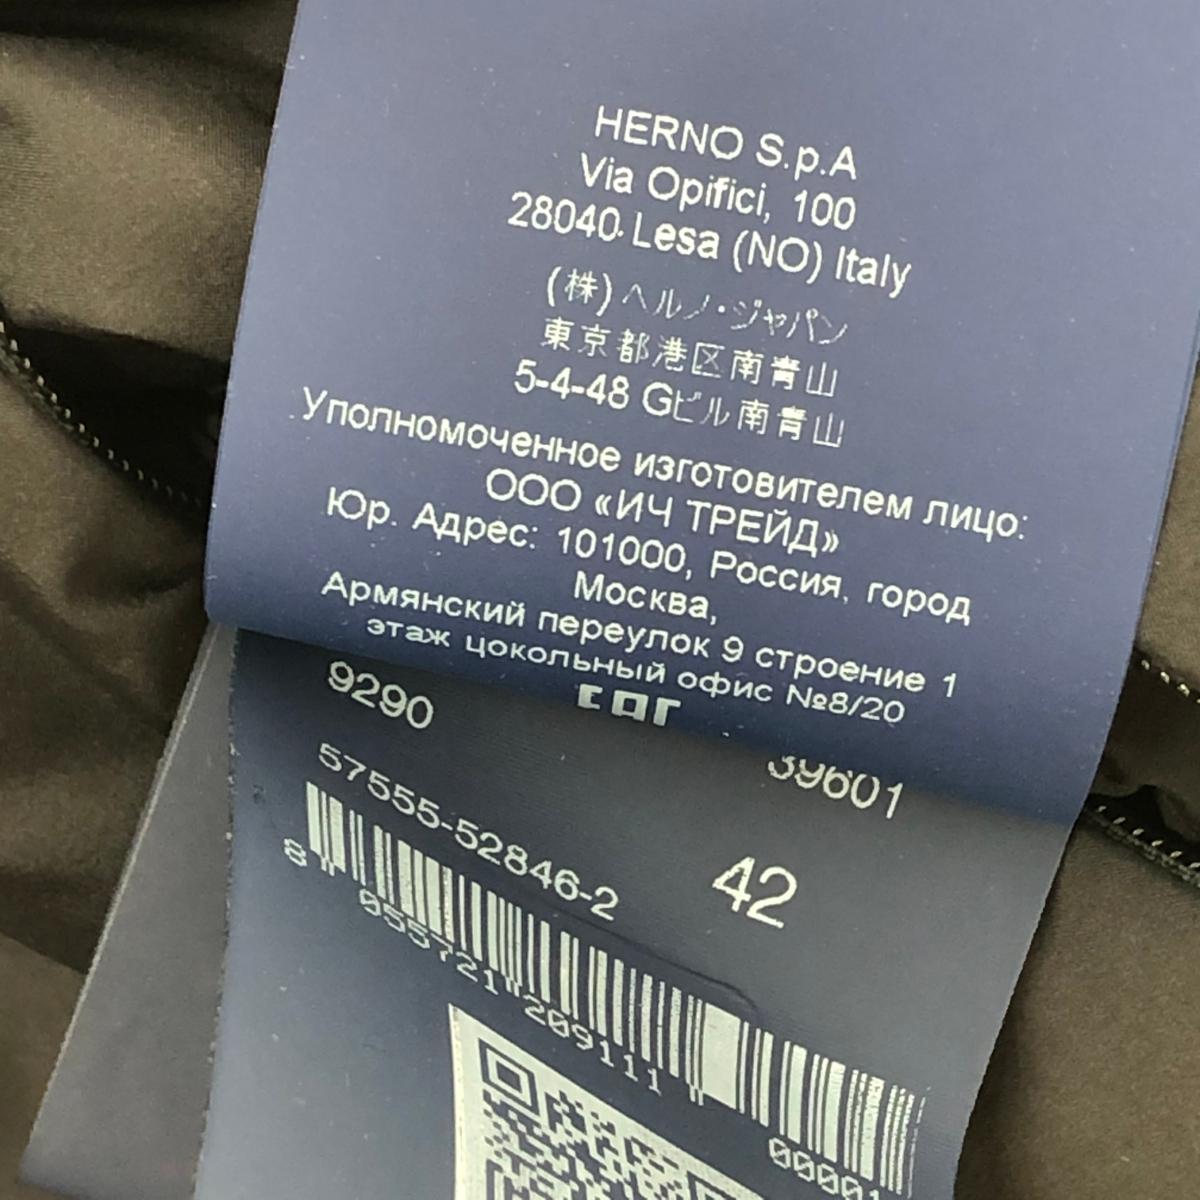 HERNO S.p.A
Via Opifici, 100
28040 Lesa (NO) Italy
(株)ヘルノ・ジャパン
東京都港区南青山
5-4-48 Gビル南青山
Уполномоченное изготовителем лицо:
ООО «ИЧ ТРЕЙД»
Юр. Адрес: 101000, Россия, город
Москва,
Армянский переулок 9 строение 1
этаж цокольный офис №8/20
EAC
9290
39601
57555-52846-2
42
8 055721 209111
00001